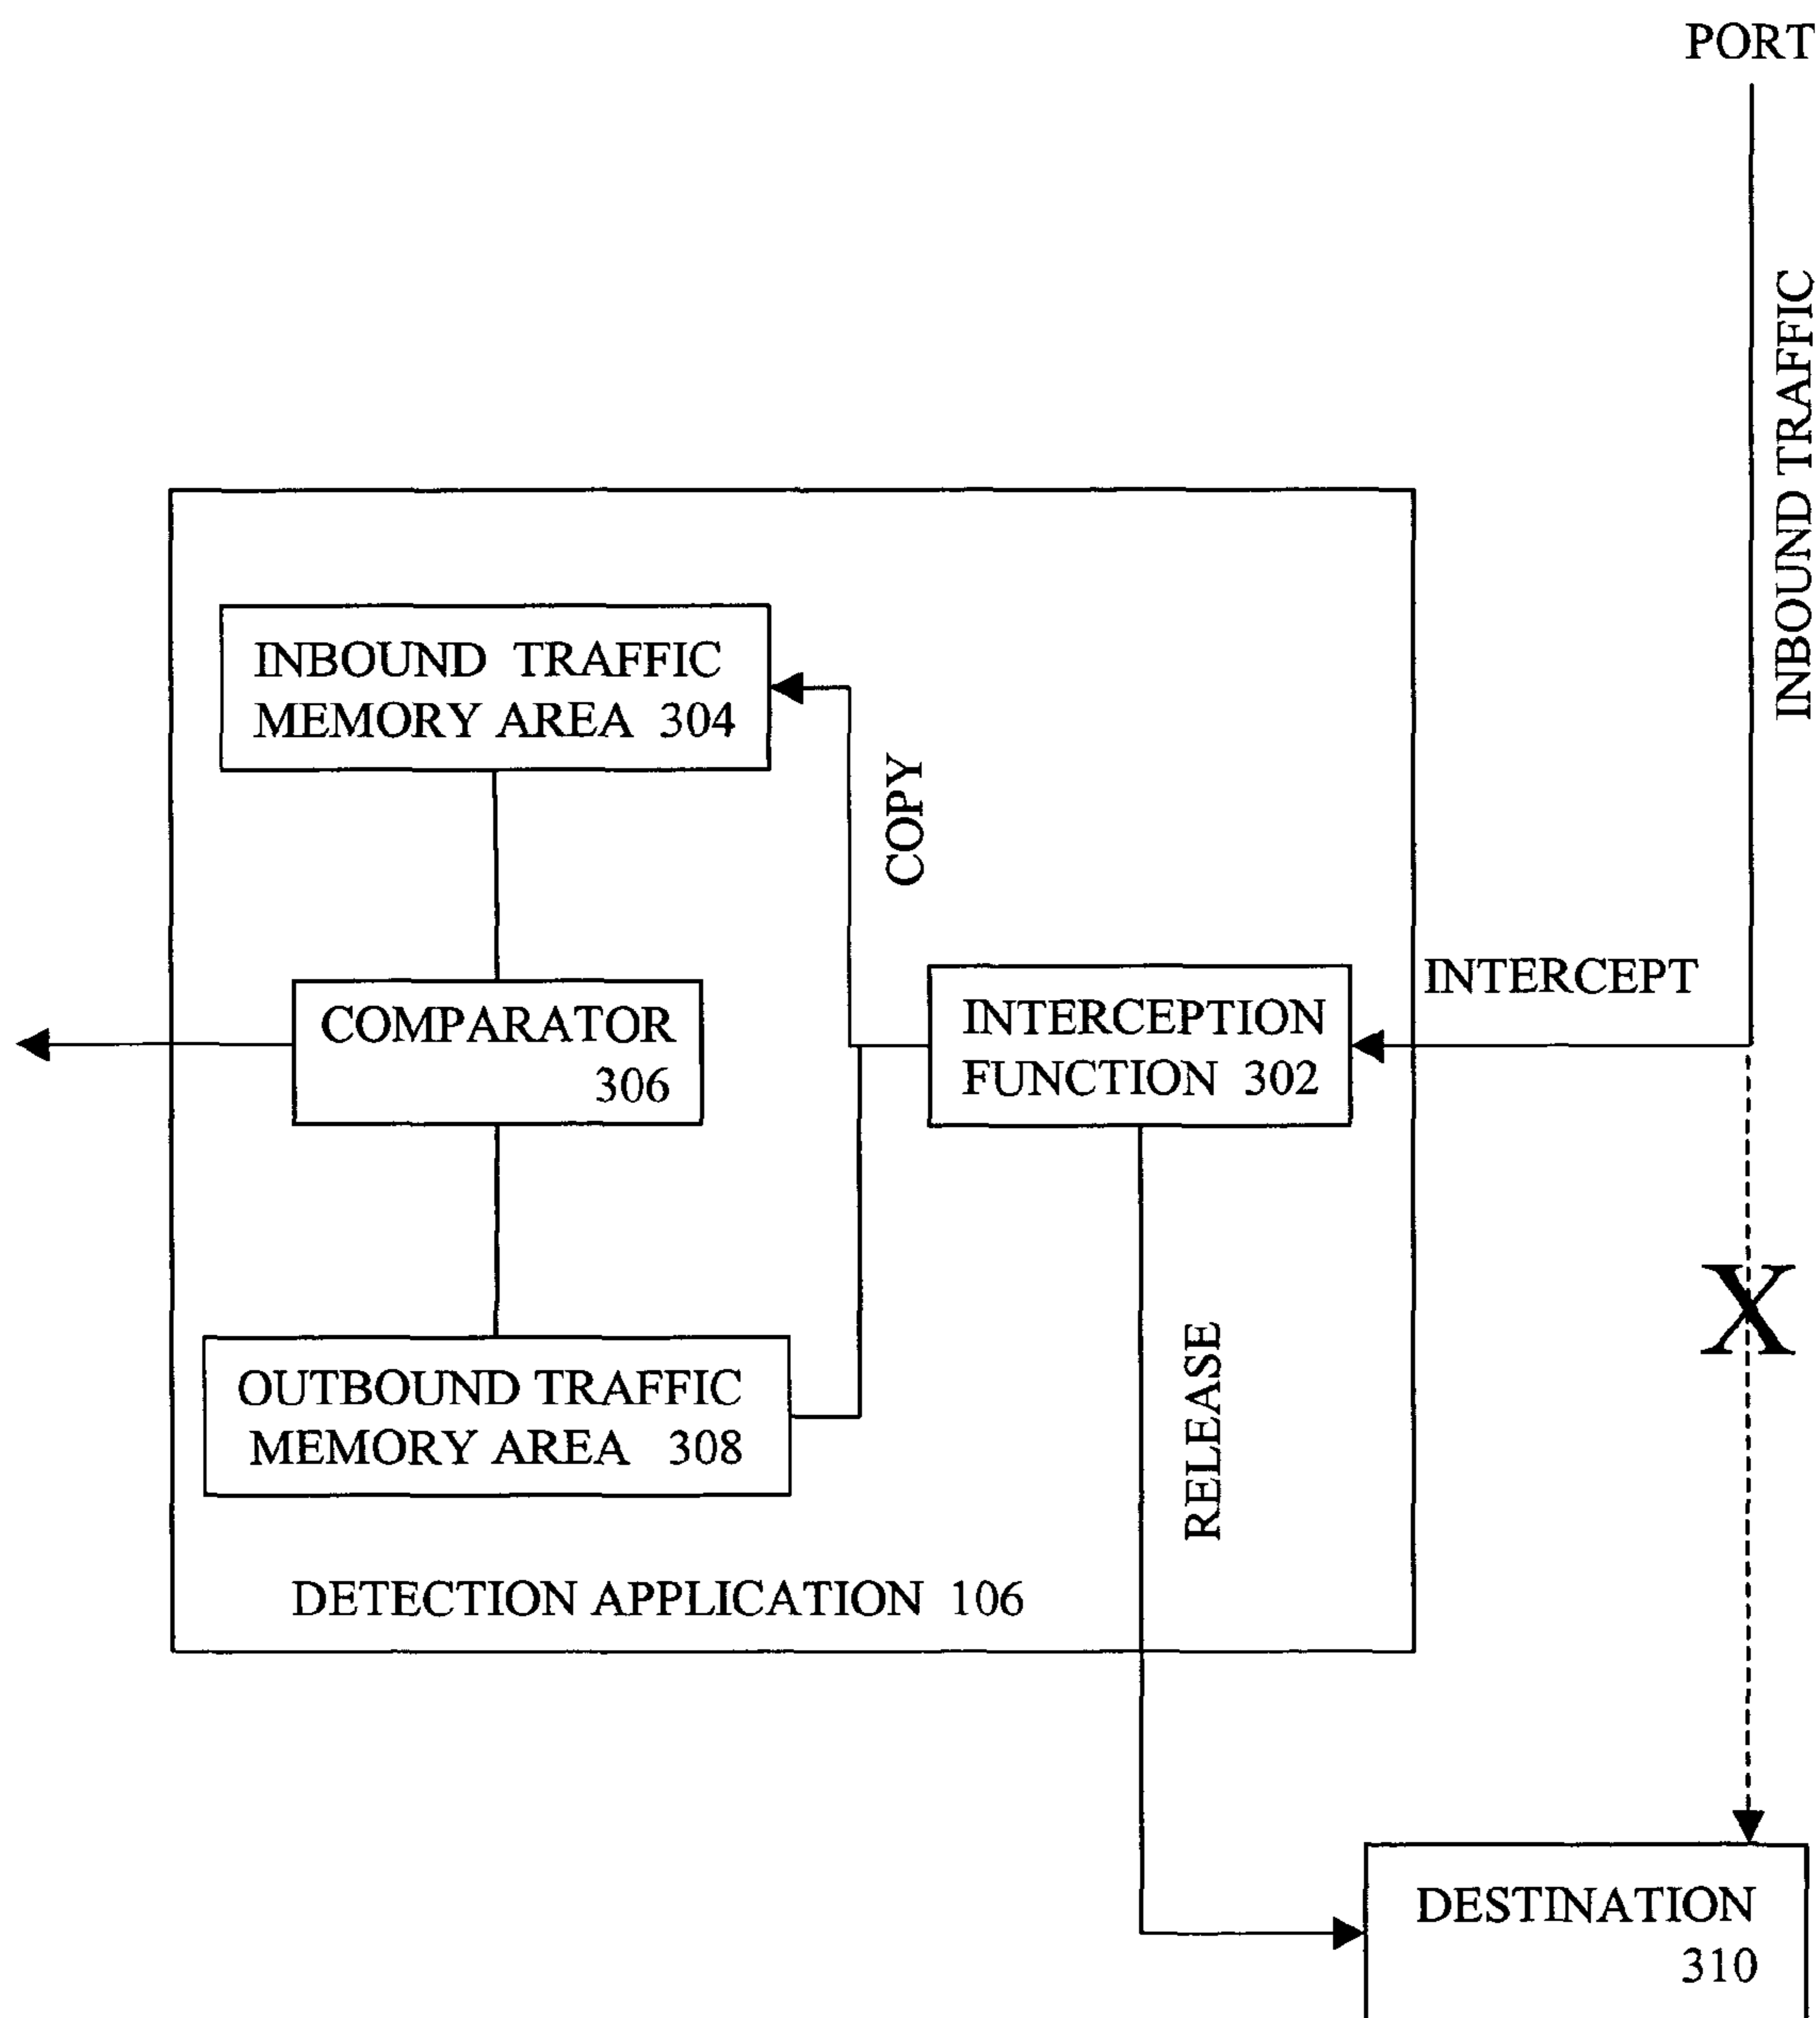 PORT
INBOUND TRAFFIC
INBOUND TRAFFIC
MEMORY AREA 304
COPY
INTERCEPT
COMPARATOR
306
INTERCEPTION
FUNCTION 302
X
OUTBOUND TRAFFIC
MEMORY AREA 308
RELEASE
DETECTION APPLICATION 106
DESTINATION
310